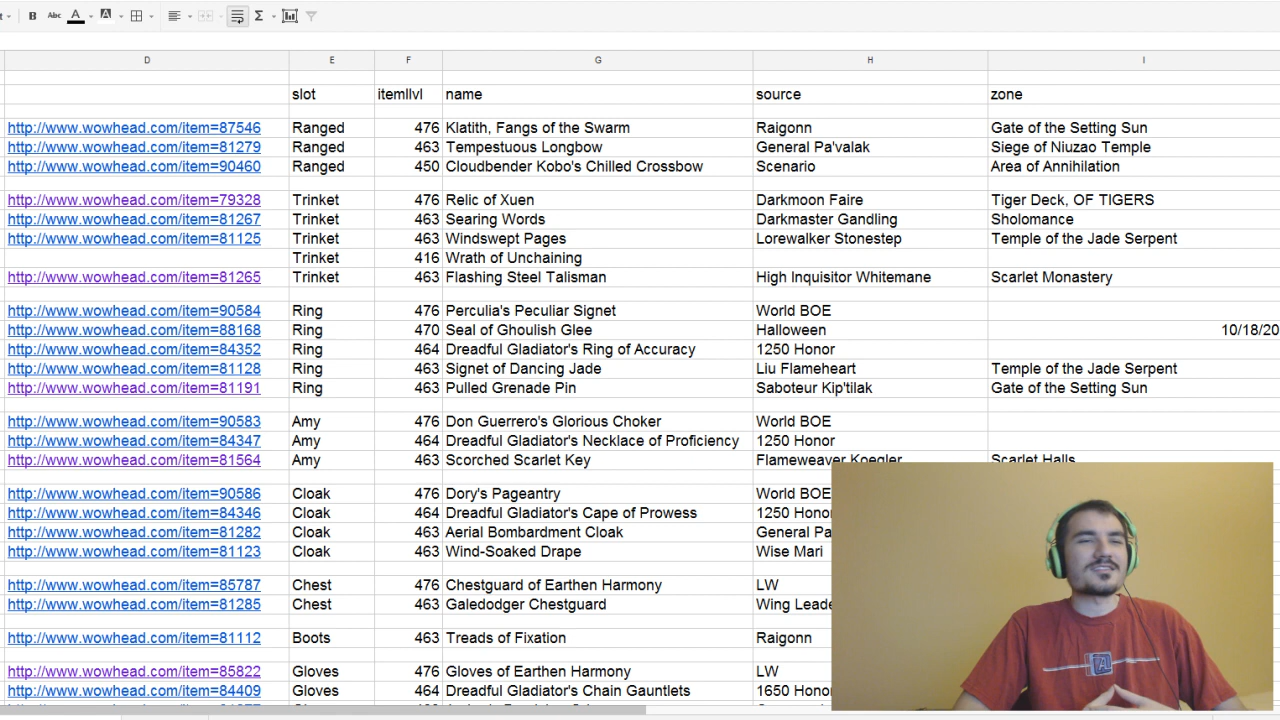 B Abc A A Σ
D E F G H I
slot itemllvl name source zone
http://www.wowhead.com/item=87546 Ranged 476 Klatith, Fangs of the Swarm Raigonn Gate of the Setting Sun
http://www.wowhead.com/item=81279 Ranged 463 Tempestuous Longbow General Pa'valak Siege of Niuzao Temple
http://www.wowhead.com/item=90460 Ranged 450 Cloudbender Kobo's Chilled Crossbow Scenario Area of Annihilation
http://www.wowhead.com/item=79328 Trinket 476 Relic of Xuen Darkmoon Faire Tiger Deck, OF TIGERS
http://www.wowhead.com/item=81267 Trinket 463 Searing Words Darkmaster Gandling Sholomance
http://www.wowhead.com/item=81125 Trinket 463 Windswept Pages Lorewalker Stonestep Temple of the Jade Serpent
Trinket 416 Wrath of Unchaining
http://www.wowhead.com/item=81265 Trinket 463 Flashing Steel Talisman High Inquisitor Whitemane Scarlet Monastery
http://www.wowhead.com/item=90584 Ring 476 Perculia's Peculiar Signet World BOE
http://www.wowhead.com/item=88168 Ring 470 Seal of Ghoulish Glee Halloween 10/18/20
http://www.wowhead.com/item=84352 Ring 464 Dreadful Gladiator's Ring of Accuracy 1250 Honor
http://www.wowhead.com/item=81128 Ring 463 Signet of Dancing Jade Liu Flameheart Temple of the Jade Serpent
http://www.wowhead.com/item=81191 Ring 463 Pulled Grenade Pin Saboteur Kip'tilak Gate of the Setting Sun
http://www.wowhead.com/item=90583 Amy 476 Don Guerrero's Glorious Choker World BOE
http://www.wowhead.com/item=84347 Amy 464 Dreadful Gladiator's Necklace of Proficiency 1250 Honor
http://www.wowhead.com/item=81564 Amy 463 Scorched Scarlet Key Flameweaver Koegler Scarlet Halls
http://www.wowhead.com/item=90586 Cloak 476 Dory's Pageantry World BOE
http://www.wowhead.com/item=84346 Cloak 464 Dreadful Gladiator's Cape of Prowess 1250 Hono
http://www.wowhead.com/item=81282 Cloak 463 Aerial Bombardment Cloak General Pa
http://www.wowhead.com/item=81123 Cloak 463 Wind-Soaked Drape Wise Mari
http://www.wowhead.com/item=85787 Chest 476 Chestguard of Earthen Harmony LW
http://www.wowhead.com/item=81285 Chest 463 Galedodger Chestguard Wing Leade
http://www.wowhead.com/item=81112 Boots 463 Treads of Fixation Raigonn
http://www.wowhead.com/item=85822 Gloves 476 Gloves of Earthen Harmony LW
http://www.wowhead.com/item=84409 Gloves 464 Dreadful Gladiator's Chain Gauntlets 1650 Hono